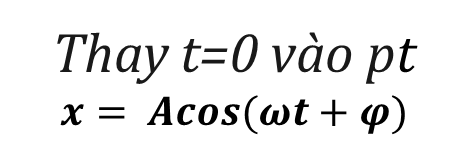 Thay t=0 vào pt
x = Acos(ωt + φ)